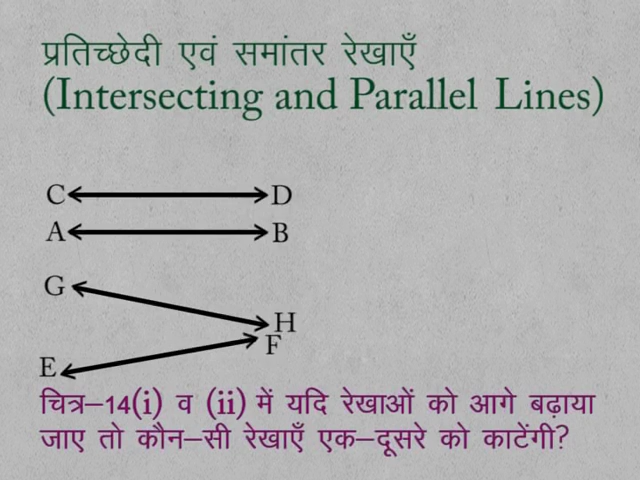 प्रतिच्छेदी एवं समांतर रेखाएँ
(Intersecting and Parallel Lines)
C D
A B
G
H
F
E
चित्र–14(i) व (ii) में यदि रेखाओं को आगे बढ़ाया
जाए तो कौन–सी रेखाएँ एक–दूसरे को काटेंगी?